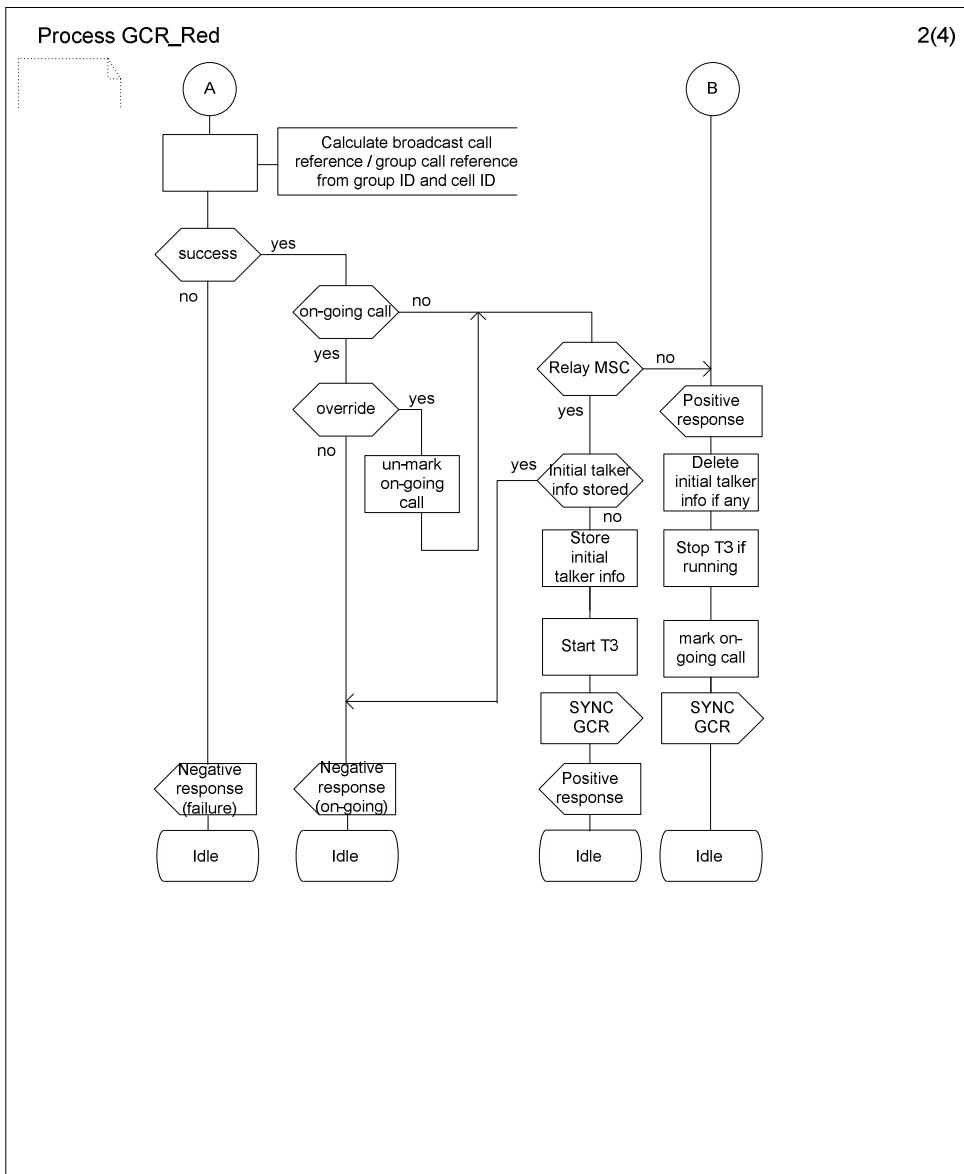 Process GCR_Red
2(4)
A
B
Calculate broadcast call
reference / group call reference
from group ID and cell ID
success
yes
no
on-going call
no
yes
Relay MSC
no
yes
override
yes
no
Positive
response
un-mark
on-going
call
yes
Initial talker
info stored
no
Delete
initial talker
info if any
Store
initial
talker info
Stop T3 if
running
Start T3
mark on-
going call
SYNC
GCR
SYNC
GCR
Negative
response
(failure)
Negative
response
(on-going)
Positive
response
Idle
Idle
Idle
Idle